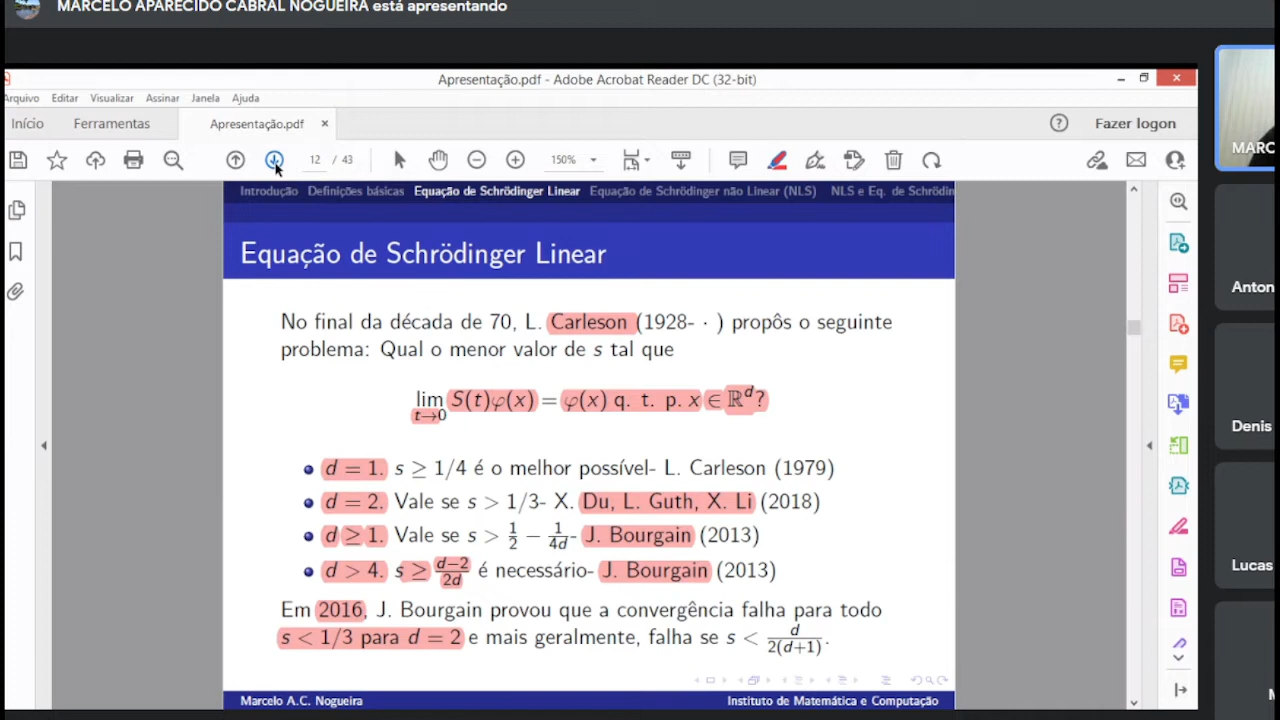 MARCELO APARECIDO CABRAL NOGUEIRA está apresentando
Apresentação.pdf - Adobe Acrobat Reader DC (32-bit)
Arquivo Editar Visualizar Assinar Janela Ajuda
Início Ferramentas Apresentação.pdf × Fazer logon
12 / 43 150%
Introdução Definições básicas Equação de Schrödinger Linear Equação de Schrödinger não Linear (NLS) NLS e Eq. de Schrödin
MARC
Equação de Schrödinger Linear
Anton
No final da década de 70, L. Carleson (1928- · ) propôs o seguinte
problema: Qual o menor valor de s tal que
lim S(t)φ(x) = φ(x) q. t. p. x ∈ ℝᵈ?
t→0
Denis
d = 1. s ≥ 1/4 é o melhor possível- L. Carleson (1979)
d = 2. Vale se s > 1/3- X. Du, L. Guth, X. Li (2018)
d ≥ 1. Vale se s > 1/2 − 1/4d- J. Bourgain (2013)
d > 4. s ≥ d−2/2d é necessário- J. Bourgain (2013)
Lucas
Em 2016, J. Bourgain provou que a convergência falha para todo
s < 1/3 para d = 2 e mais geralmente, falha se s < d/2(d+1).
Marcelo A.C. Nogueira Instituto de Matemática e Computação